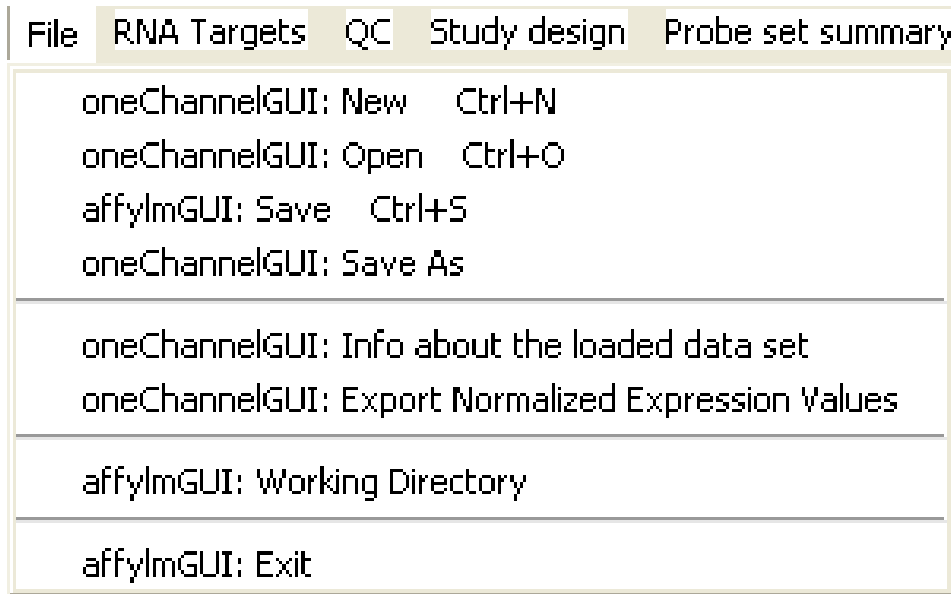 File RNA Targets QC Study design Probe set summary
oneChannelGUI: New Ctrl+N
oneChannelGUI: Open Ctrl+O
affylmGUI: Save Ctrl+S
oneChannelGUI: Save As
oneChannelGUI: Info about the loaded data set
oneChannelGUI: Export Normalized Expression Values
affylmGUI: Working Directory
affylmGUI: Exit